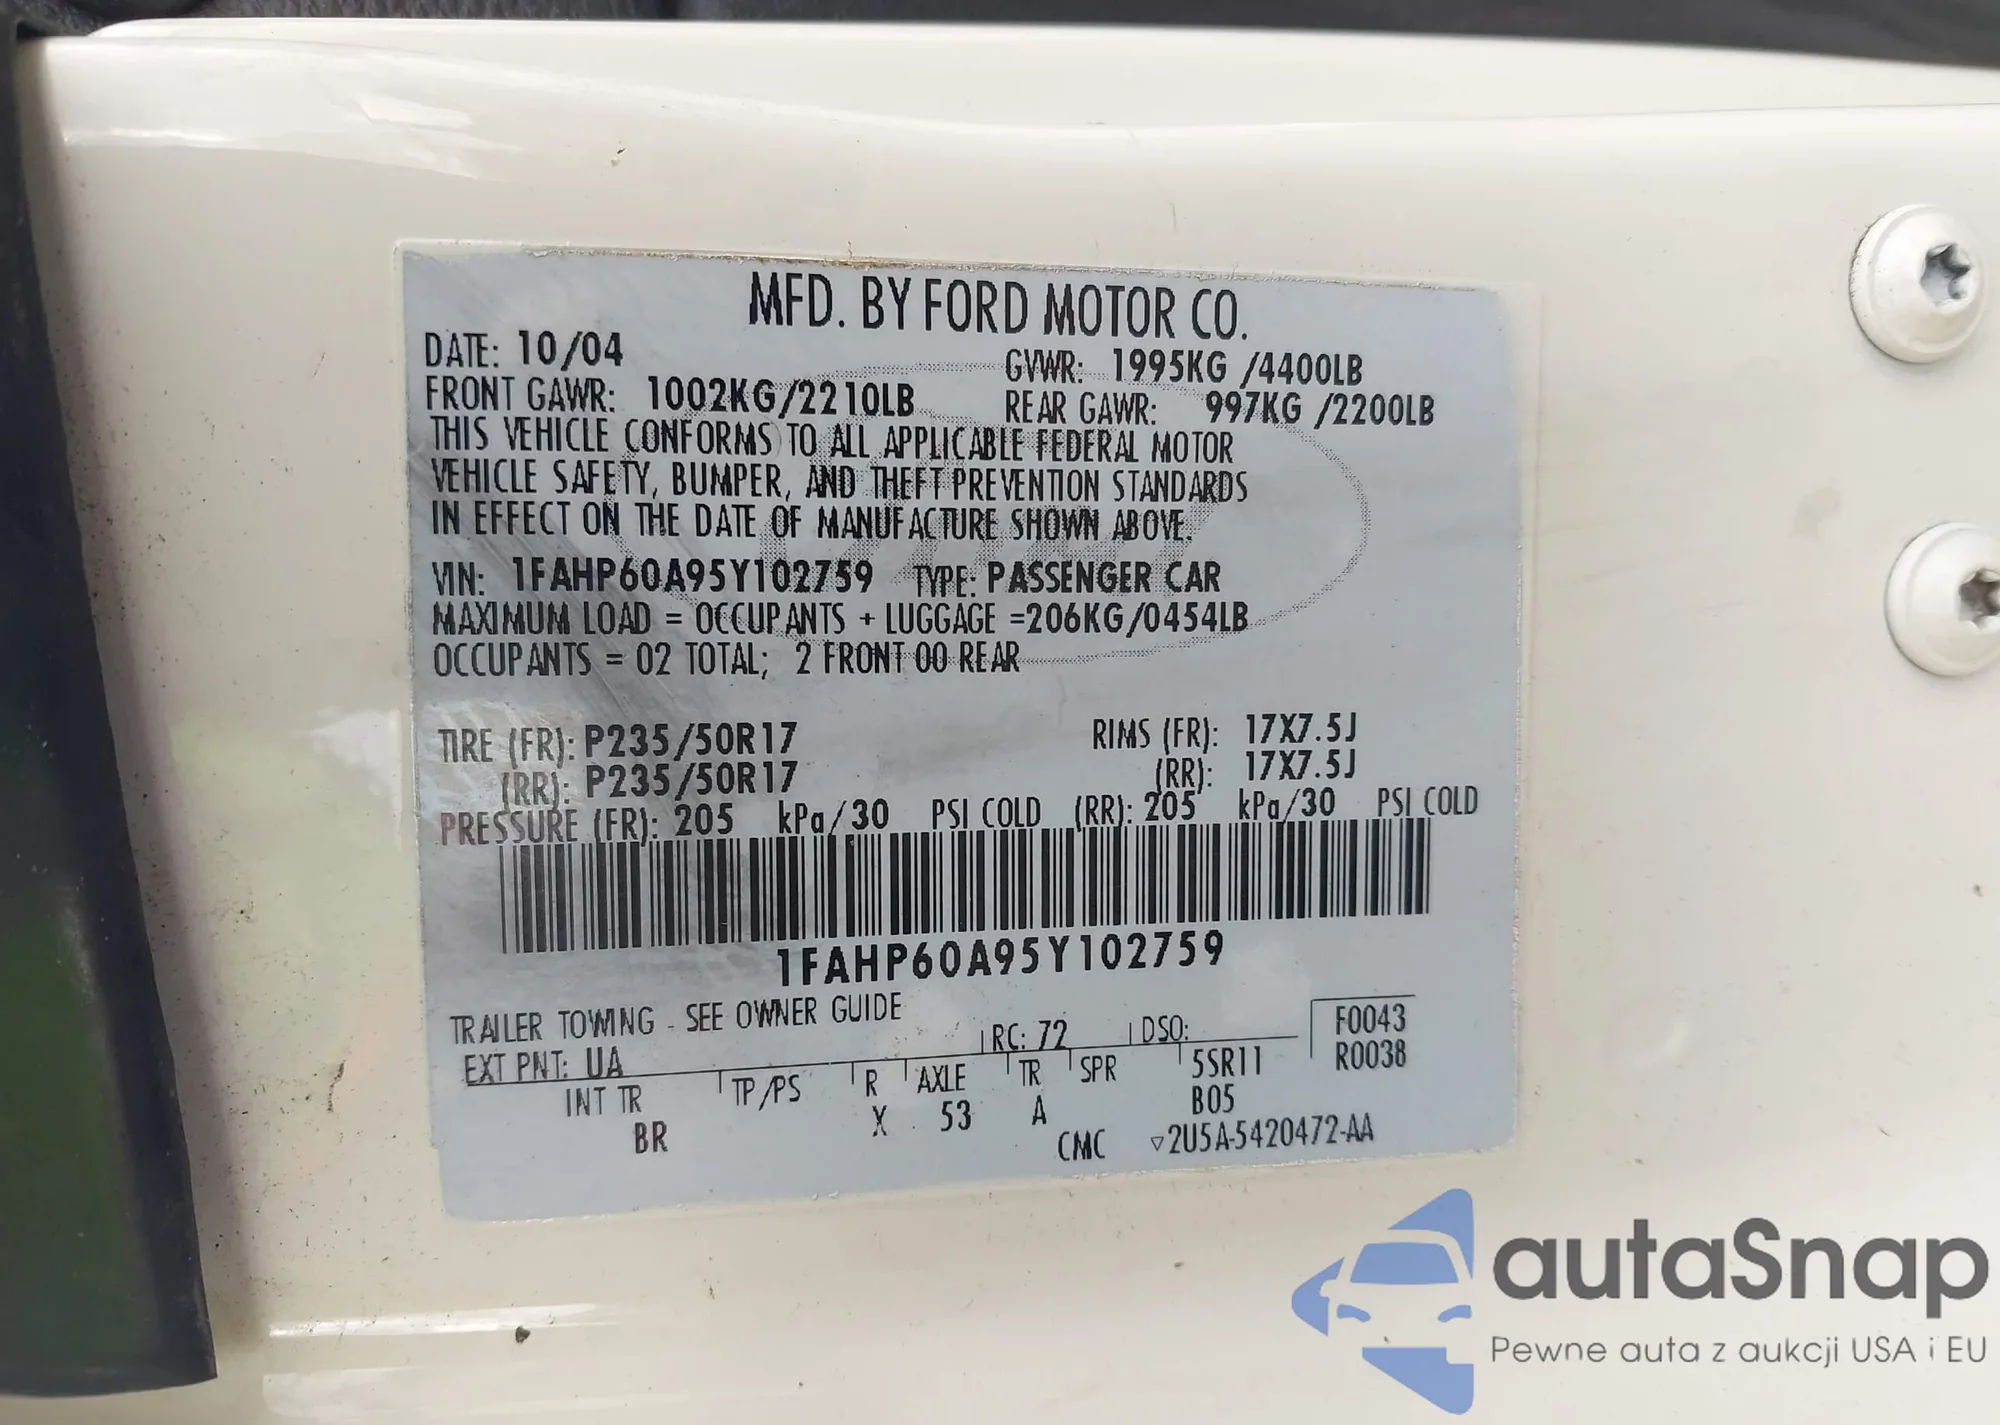 MFD. BY FORD MOTOR CO.
DATE: 10/04
GVWR: 1995KG /4400LB
FRONT GAWR: 1002KG/2210LB
REAR GAWR: 997KG /2200LB
THIS VEHICLE CONFORMS TO ALL APPLICABLE FEDERAL MOTOR
VEHICLE SAFETY, BUMPER, AND THEFT PREVENTION STANDARDS
IN EFFECT ON THE DATE OF MANUFACTURE SHOWN ABOVE.
VIN: 1FAHP60A95Y102759 TYPE: PASSENGER CAR
MAXIMUM LOAD = OCCUPANTS + LUGGAGE =206KG/0454LB
OCCUPANTS = 02 TOTAL; 2 FRONT 00 REAR
TIRE (FR): P235/50R17 RIMS (FR): 17X7.5J
(RR): P235/50R17 (RR): 17X7.5J
PRESSURE (FR): 205 kPa/30 PSI COLD (RR): 205 kPa/30 PSI COLD
1FAHP60A95Y102759
TRAILER TOWING - SEE OWNER GUIDE
EXT PNT: UA RC: 72 DSO: F0043
INT TR TP/PS R AXLE TR SPR 5SR11 R0038
BR X 53 A B05
CMC ▽2U5A-5420472-AA
autaSnap
Pewne auta z aukcji USA i EU